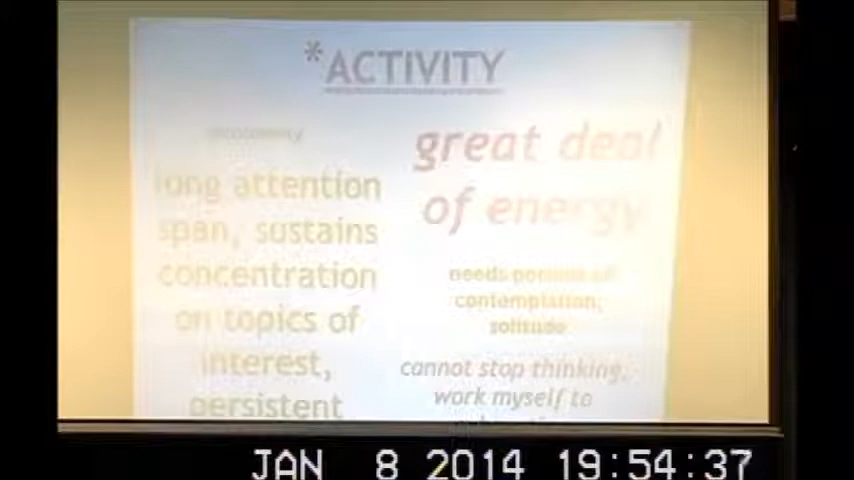 *ACTIVITY
long attention
span, sustains
concentration
on topics of
interest,
persistent
great deal
of energy
needs periods of
contemplation,
solitude
cannot stop thinking,
work myself to
JAN 8 2014 19:54:37